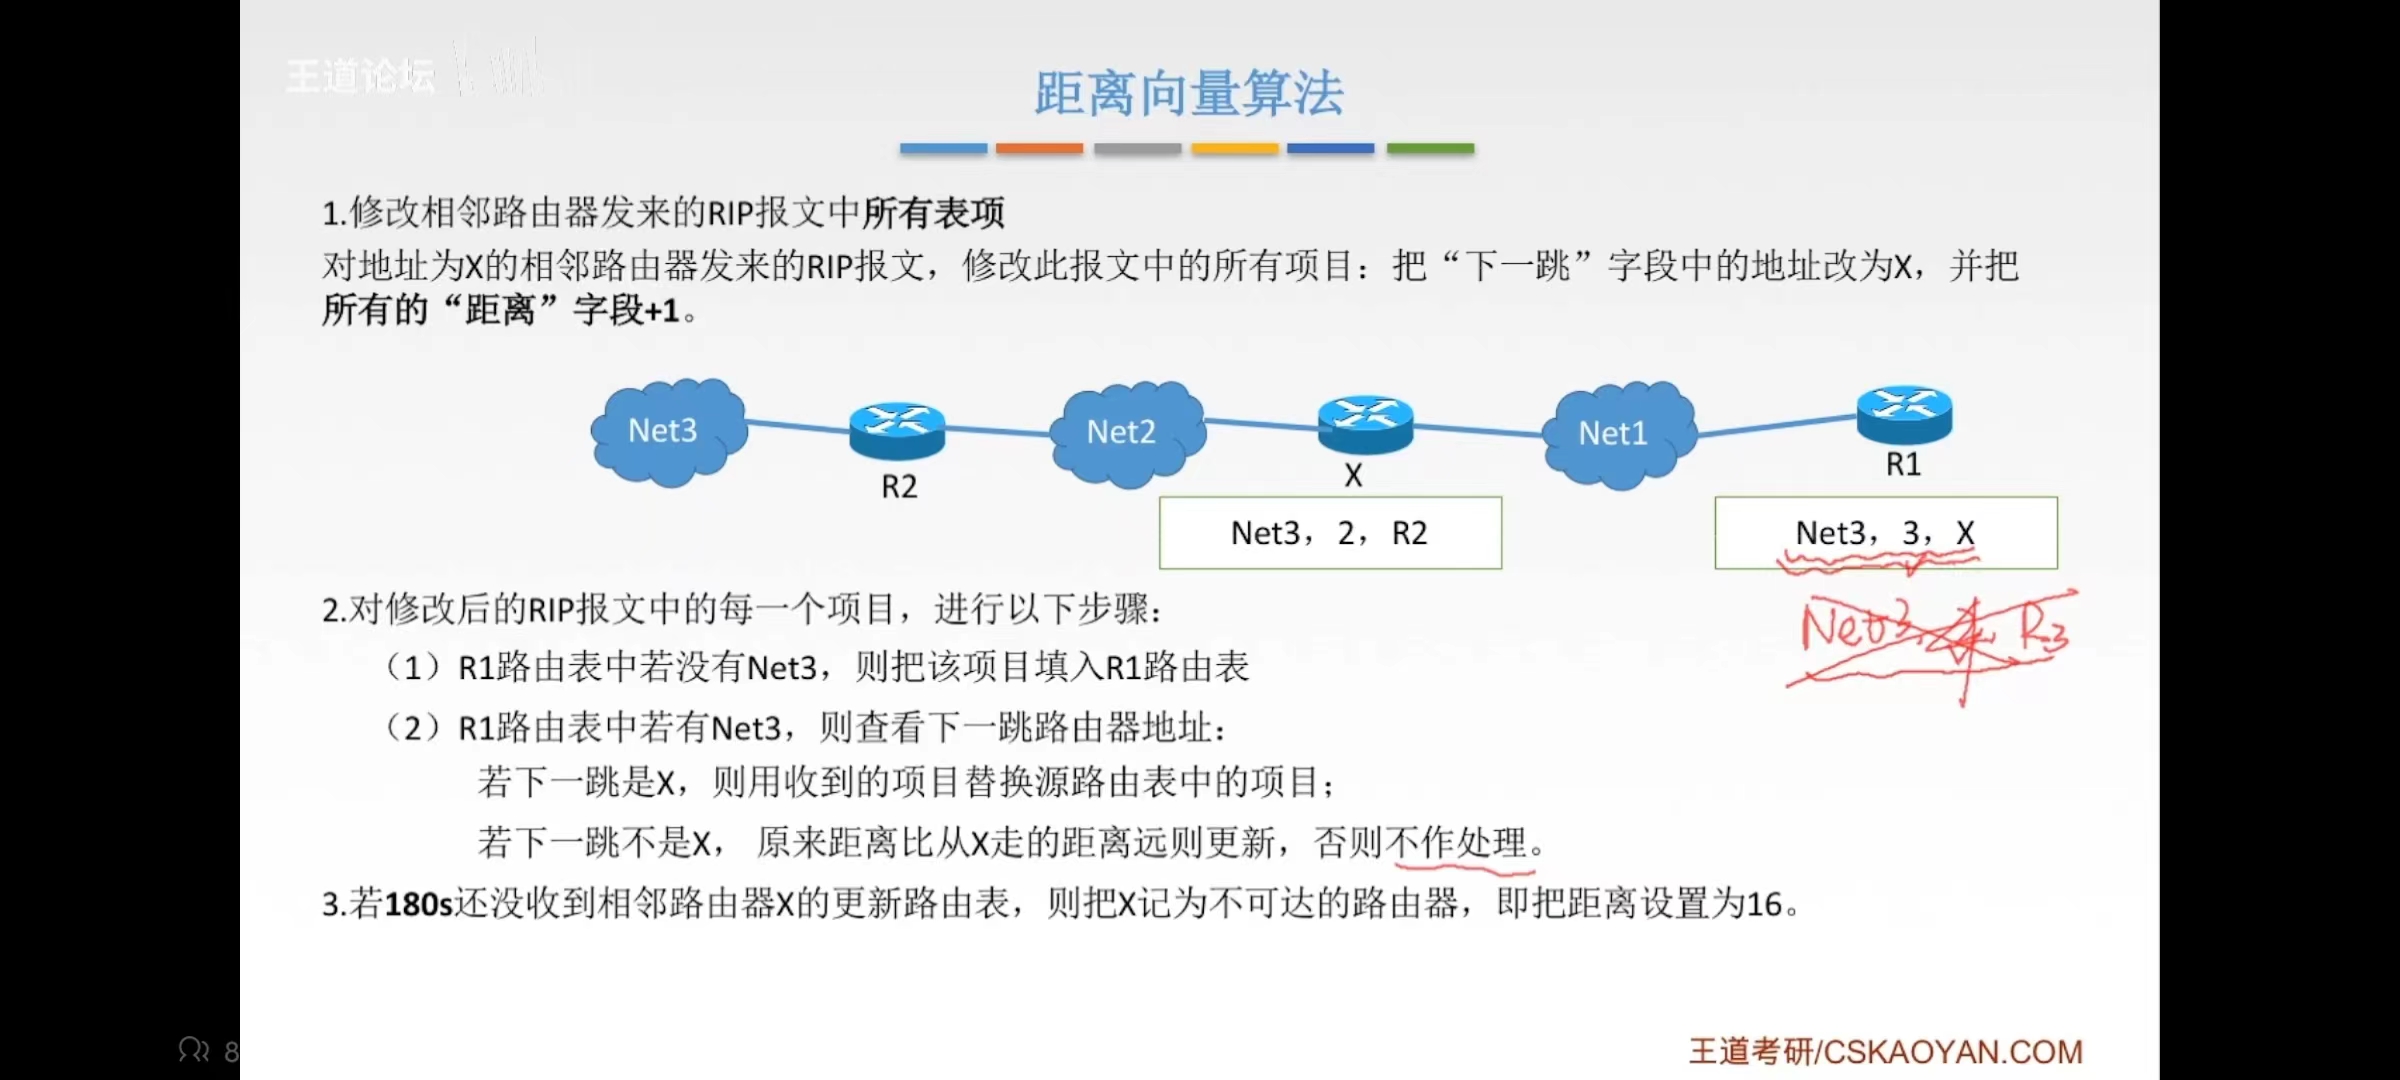 王道论坛
距离向量算法
1.修改相邻路由器发来的RIP报文中所有表项
对地址为X的相邻路由器发来的RIP报文，修改此报文中的所有项目：把“下一跳”字段中的地址改为X，并把
所有的“距离”字段+1。
Net3
R2
Net2
X
Net1
R1
Net3，2，R2
Net3，3，X
Net3
R3
2.对修改后的RIP报文中的每一个项目，进行以下步骤：
（1）R1路由表中若没有Net3，则把该项目填入R1路由表
（2）R1路由表中若有Net3，则查看下一跳路由器地址：
若下一跳是X，则用收到的项目替换源路由表中的项目；
若下一跳不是X， 原来距离比从X走的距离远则更新，否则不作处理。
3.若180s还没收到相邻路由器X的更新路由表，则把X记为不可达的路由器，即把距离设置为16。
8
王道考研/CSKAOYAN.COM